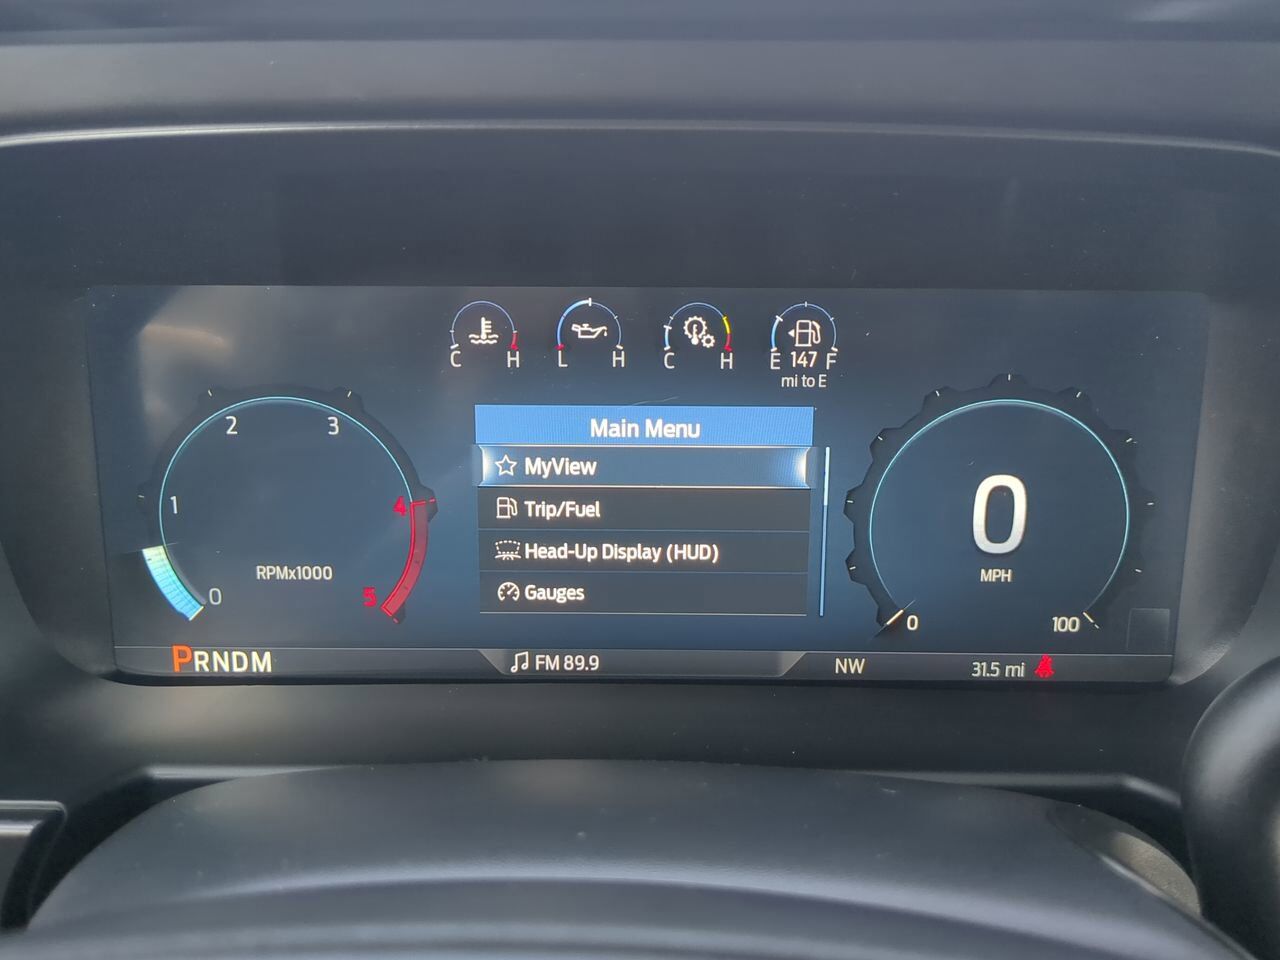 C H
L H
C H
E 147 F
mi to E
Main Menu
MyView
Trip/Fuel
Head-Up Display (HUD)
Gauges
0
1
2
3
4
5
RPMx1000
0
MPH
0
100
PRNDM
FM 89.9
NW
31.5 mi